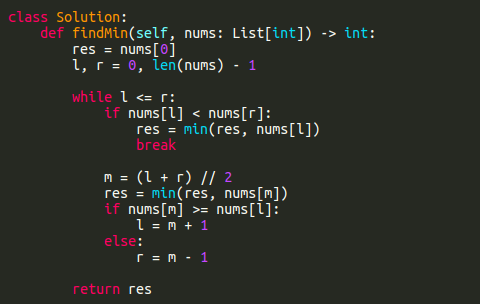 class Solution:
    def findMin(self, nums: List[int]) -> int:
        res = nums[0]
        l, r = 0, len(nums) - 1

        while l <= r:
            if nums[l] < nums[r]:
                res = min(res, nums[l])
                break

            m = (l + r) // 2
            res = min(res, nums[m])
            if nums[m] >= nums[l]:
                l = m + 1
            else:
                r = m - 1

        return res